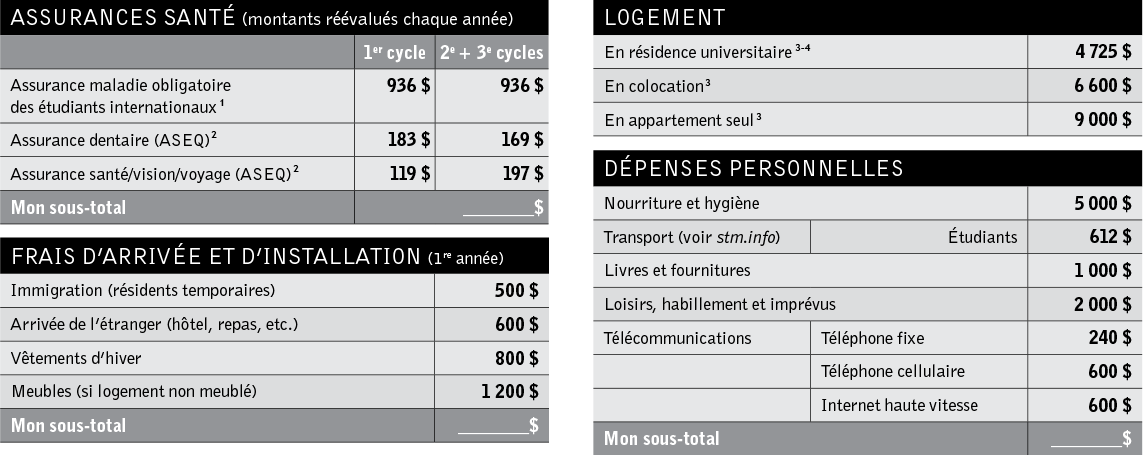 ASSURANCES SANTÉ (montants réévalués chaque année)
1er cycle 2e + 3e cycles
Assurance maladie obligatoire
des étudiants internationaux 1 936 $ 936 $
Assurance dentaire (ASEQ) 2 183 $ 169 $
Assurance santé/vision/voyage (ASEQ) 2 119 $ 197 $
Mon sous-total ________$
FRAIS D’ARRIVÉE ET D’INSTALLATION (1re année)
Immigration (résidents temporaires) 500 $
Arrivée de l’étranger (hôtel, repas, etc.) 600 $
Vêtements d’hiver 800 $
Meubles (si logement non meublé) 1 200 $
Mon sous-total ________$
LOGEMENT
En résidence universitaire 3-4 4 725 $
En colocation 3 6 600 $
En appartement seul 3 9 000 $
DÉPENSES PERSONNELLES
Nourriture et hygiène 5 000 $
Transport (voir stm.info) Étudiants 612 $
Livres et fournitures 1 000 $
Loisirs, habillement et imprévus 2 000 $
Télécommunications Téléphone fixe 240 $
Téléphone cellulaire 600 $
Internet haute vitesse 600 $
Mon sous-total ________$